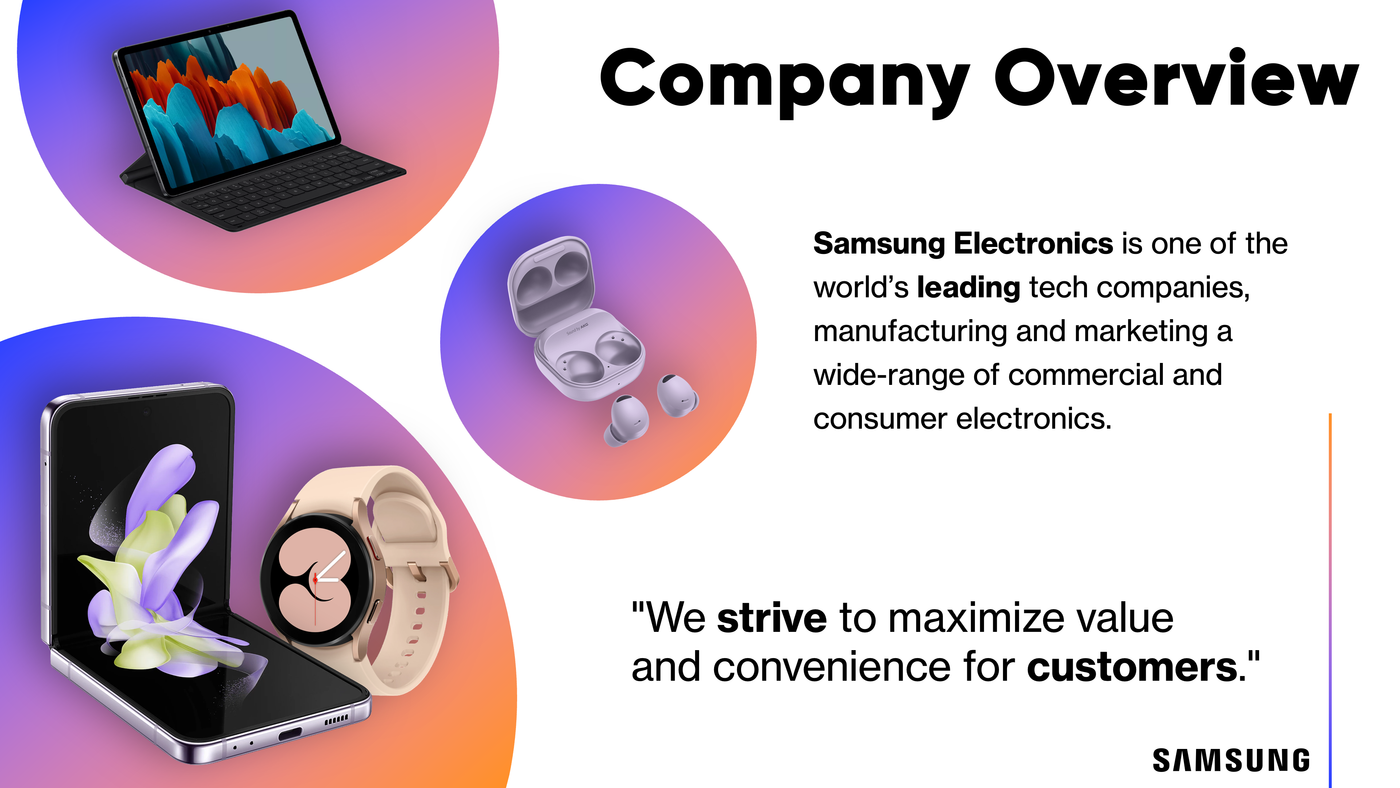 Company Overview
Samsung Electronics is one of the
world’s leading tech companies,
manufacturing and marketing a
wide-range of commercial and
consumer electronics.
"We strive to maximize value
and convenience for customers."
SAMSUNG